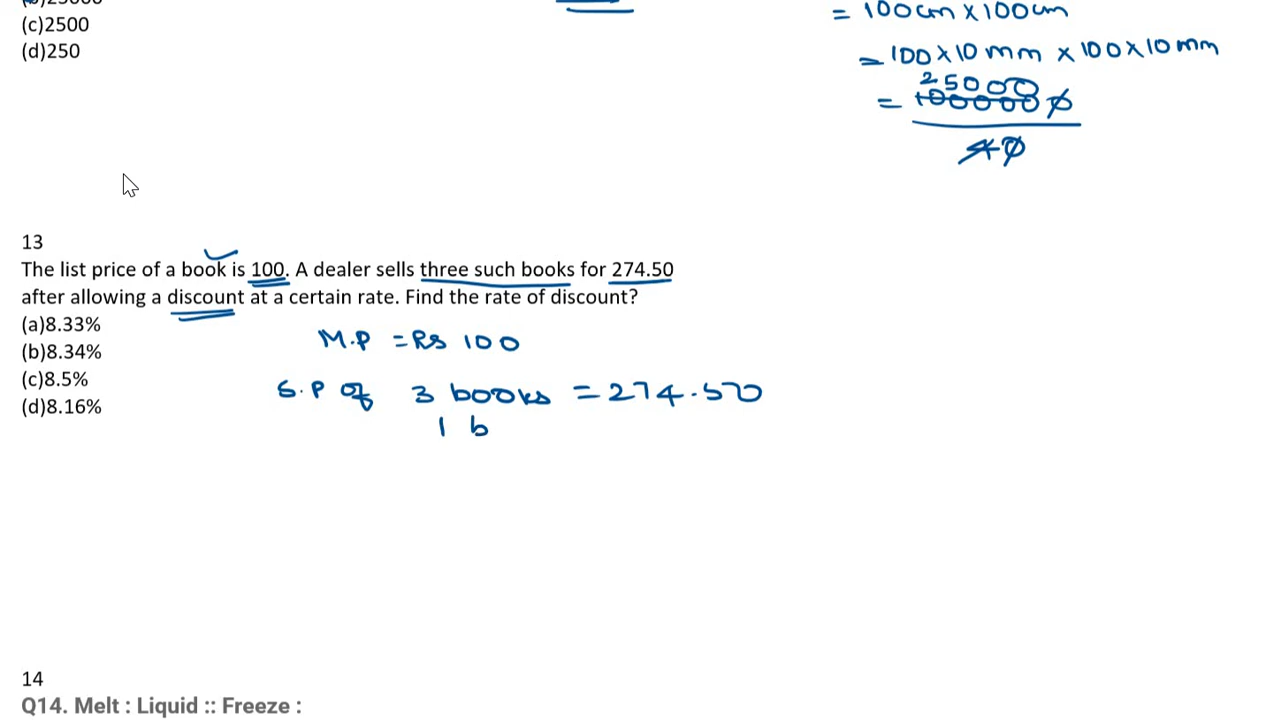 (c)2500
(d)250
= 100cm x 100cm
= 100 x 10 mm x 100 x 10 mm
25000
= 1000000
40
13
The list price of a book is 100. A dealer sells three such books for 274.50
after allowing a discount at a certain rate. Find the rate of discount?
(a)8.33%
(b)8.34%
(c)8.5%
(d)8.16%
M.P = Rs 100
S.P of 3 books = 274.50
1 b
14
Q14. Melt : Liquid :: Freeze :